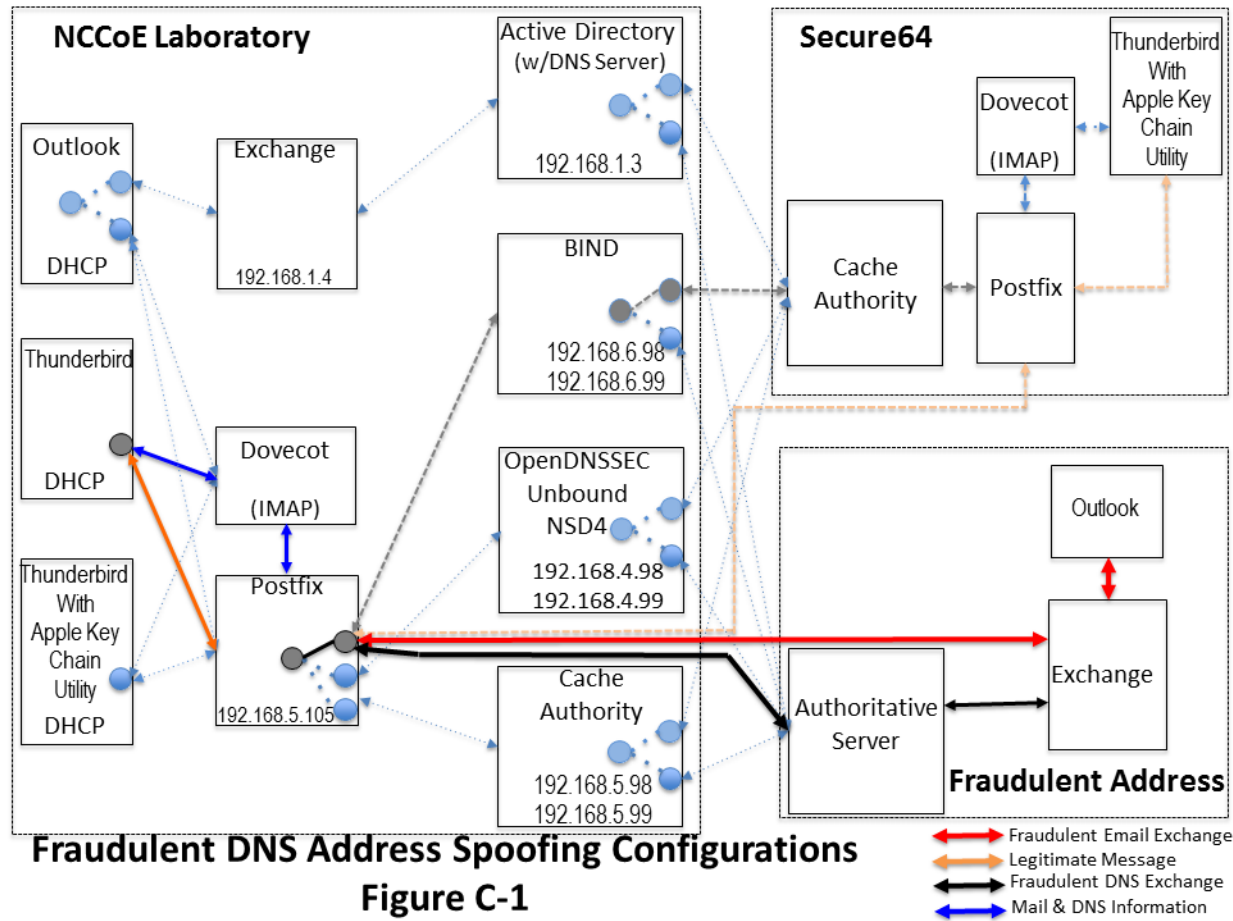 NCCoE Laboratory
Outlook
DHCP
Exchange
192.168.1.4
Active Directory
(w/DNS Server)
192.168.1.3
Thunderbird
DHCP
Dovecot
(IMAP)
BIND
192.168.6.98
192.168.6.99
Thunderbird
With
Apple Key
Chain
Utility
DHCP
Postfix
192.168.5.105
OpenDNSSEC
Unbound
NSD4
192.168.4.98
192.168.4.99
Cache
Authority
192.168.5.98
192.168.5.99
Secure64
Dovecot
(IMAP)
Thunderbird
With
Apple Key
Chain
Utility
Cache
Authority
Postfix
Outlook
Exchange
Authoritative
Server
Fraudulent Address
Fraudulent DNS Address Spoofing Configurations
Figure C-1
Fraudulent Email Exchange
Legitimate Message
Fraudulent DNS Exchange
Mail & DNS Information